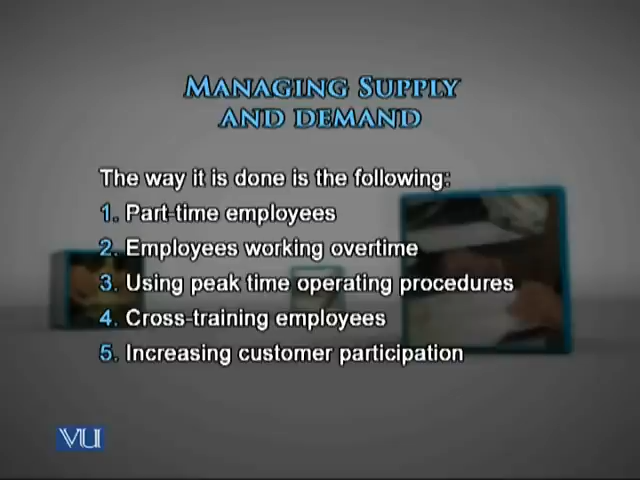 MANAGING SUPPLY
AND DEMAND
The way it is done is the following:
1. Part-time employees
2. Employees working overtime
3. Using peak time operating procedures
4. Cross-training employees
5. Increasing customer participation
VU